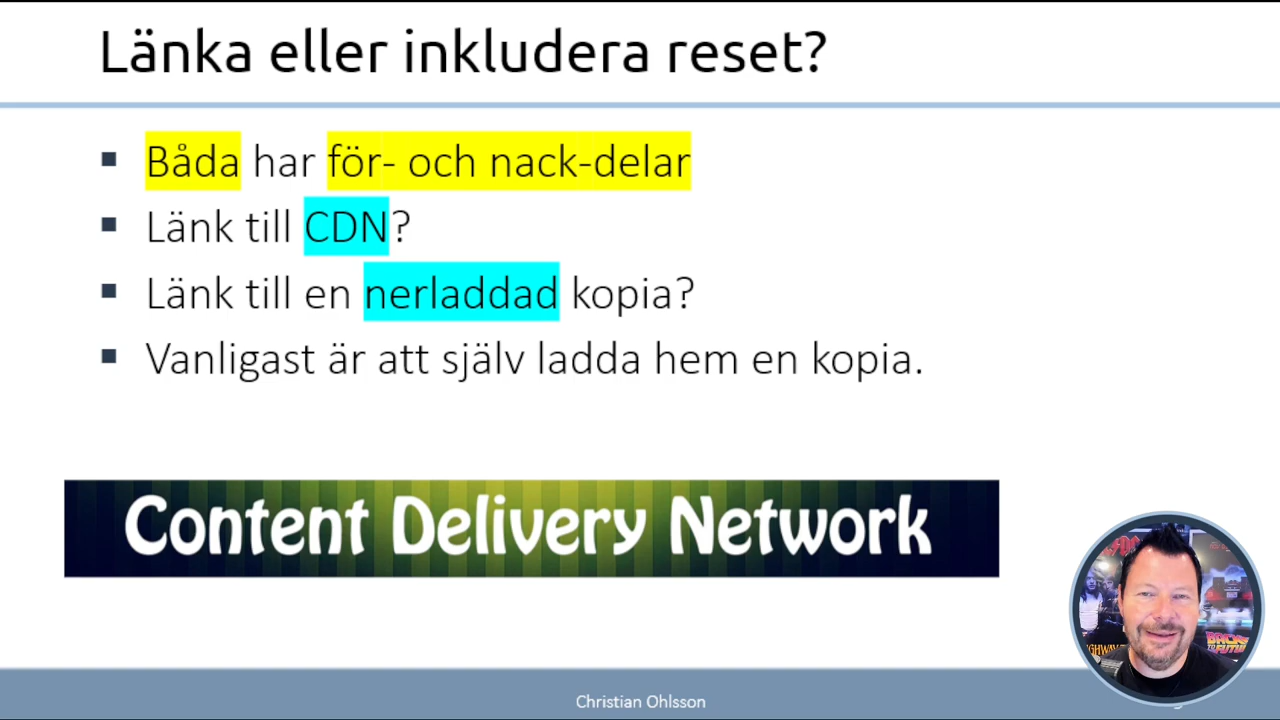 Länka eller inkludera reset?
Båda har för- och nack-delar
Länk till CDN?
Länk till en nerladdad kopia?
Vanligast är att själv ladda hem en kopia.
Content Delivery Network
Christian Ohlsson